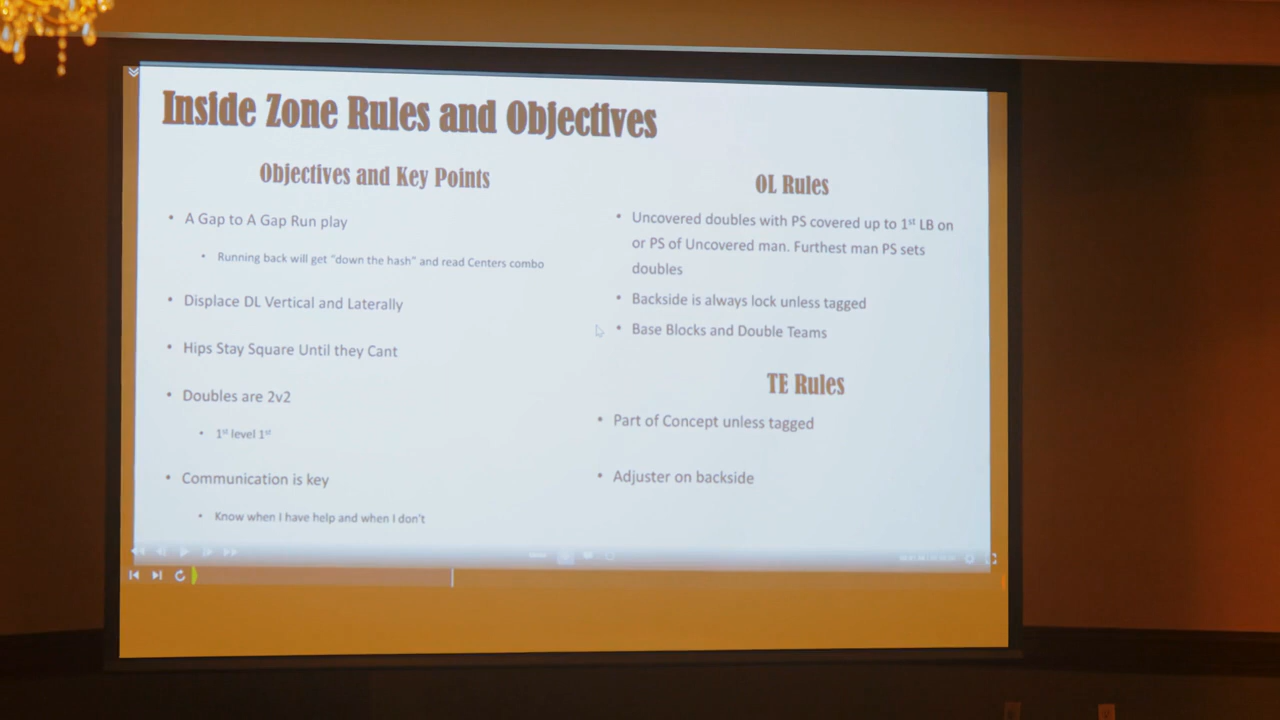 Inside Zone Rules and Objectives
Objectives and Key Points
• A Gap to A Gap Run play
• Running back will get "down the hash" and read Centers combo
• Displace DL Vertical and Laterally
• Hips Stay Square Until they Cant
• Doubles are 2v2
• 1st level 1st
• Communication is key
• Know when I have help and when I don't
OL Rules
• Uncovered doubles with PS covered up to 1st LB on
or PS of Uncovered man. Furthest man PS sets
doubles
• Backside is always lock unless tagged
• Base Blocks and Double Teams
TE Rules
• Part of Concept unless tagged
• Adjuster on backside